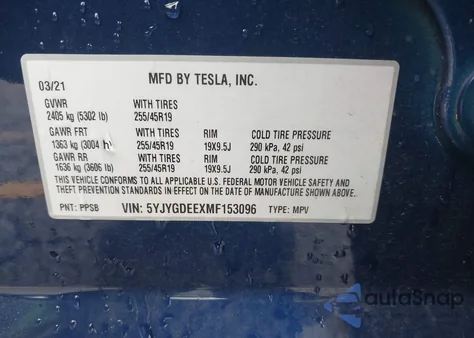 03/21 MFD BY TESLA, INC.
GVWR WITH TIRES
2405 kg (5302 lb) 255/45R19
GAWR FRT WITH TIRES RIM COLD TIRE PRESSURE
1363 kg (3004 lb) 255/45R19 19X9.5J 290 kPa, 42 psi
GAWR RR WITH TIRES RIM COLD TIRE PRESSURE
1636 kg (3606 lb) 255/45R19 19X9.5J 290 kPa, 42 psi
THIS VEHICLE CONFORMS TO ALL APPLICABLE U.S. FEDERAL MOTOR VEHICLE SAFETY AND
THEFT PREVENTION STANDARDS IN EFFECT ON THE DATE OF MANUFACTURE SHOWN ABOVE.
PNT: PPSB VIN: 5YJYGDEEXMF153096 TYPE: MPV
autoSnap